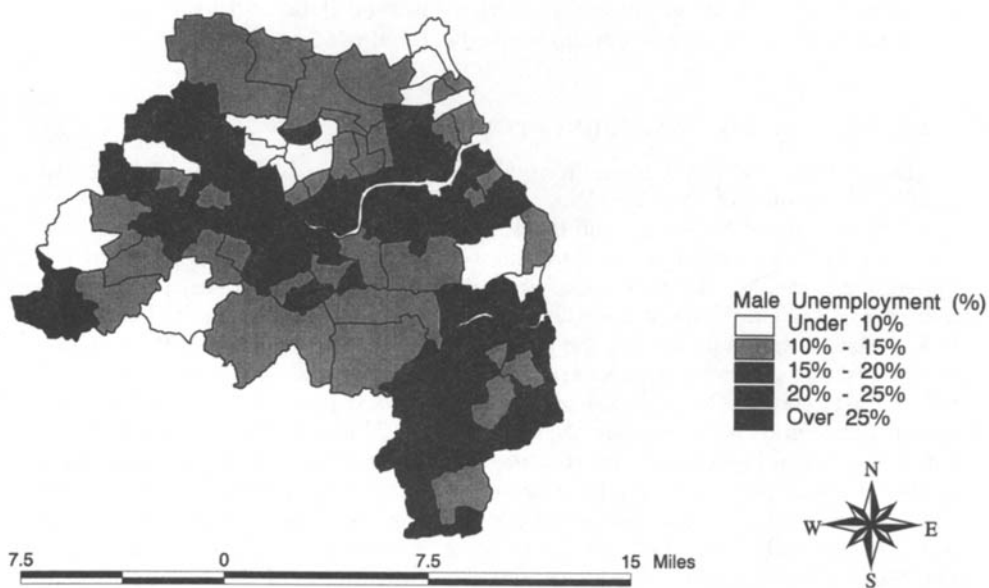 Male Unemployment (%)
Under 10%
10% - 15%
15% - 20%
20% - 25%
Over 25%
N
W E
S
7.5 0 7.5 15 Miles